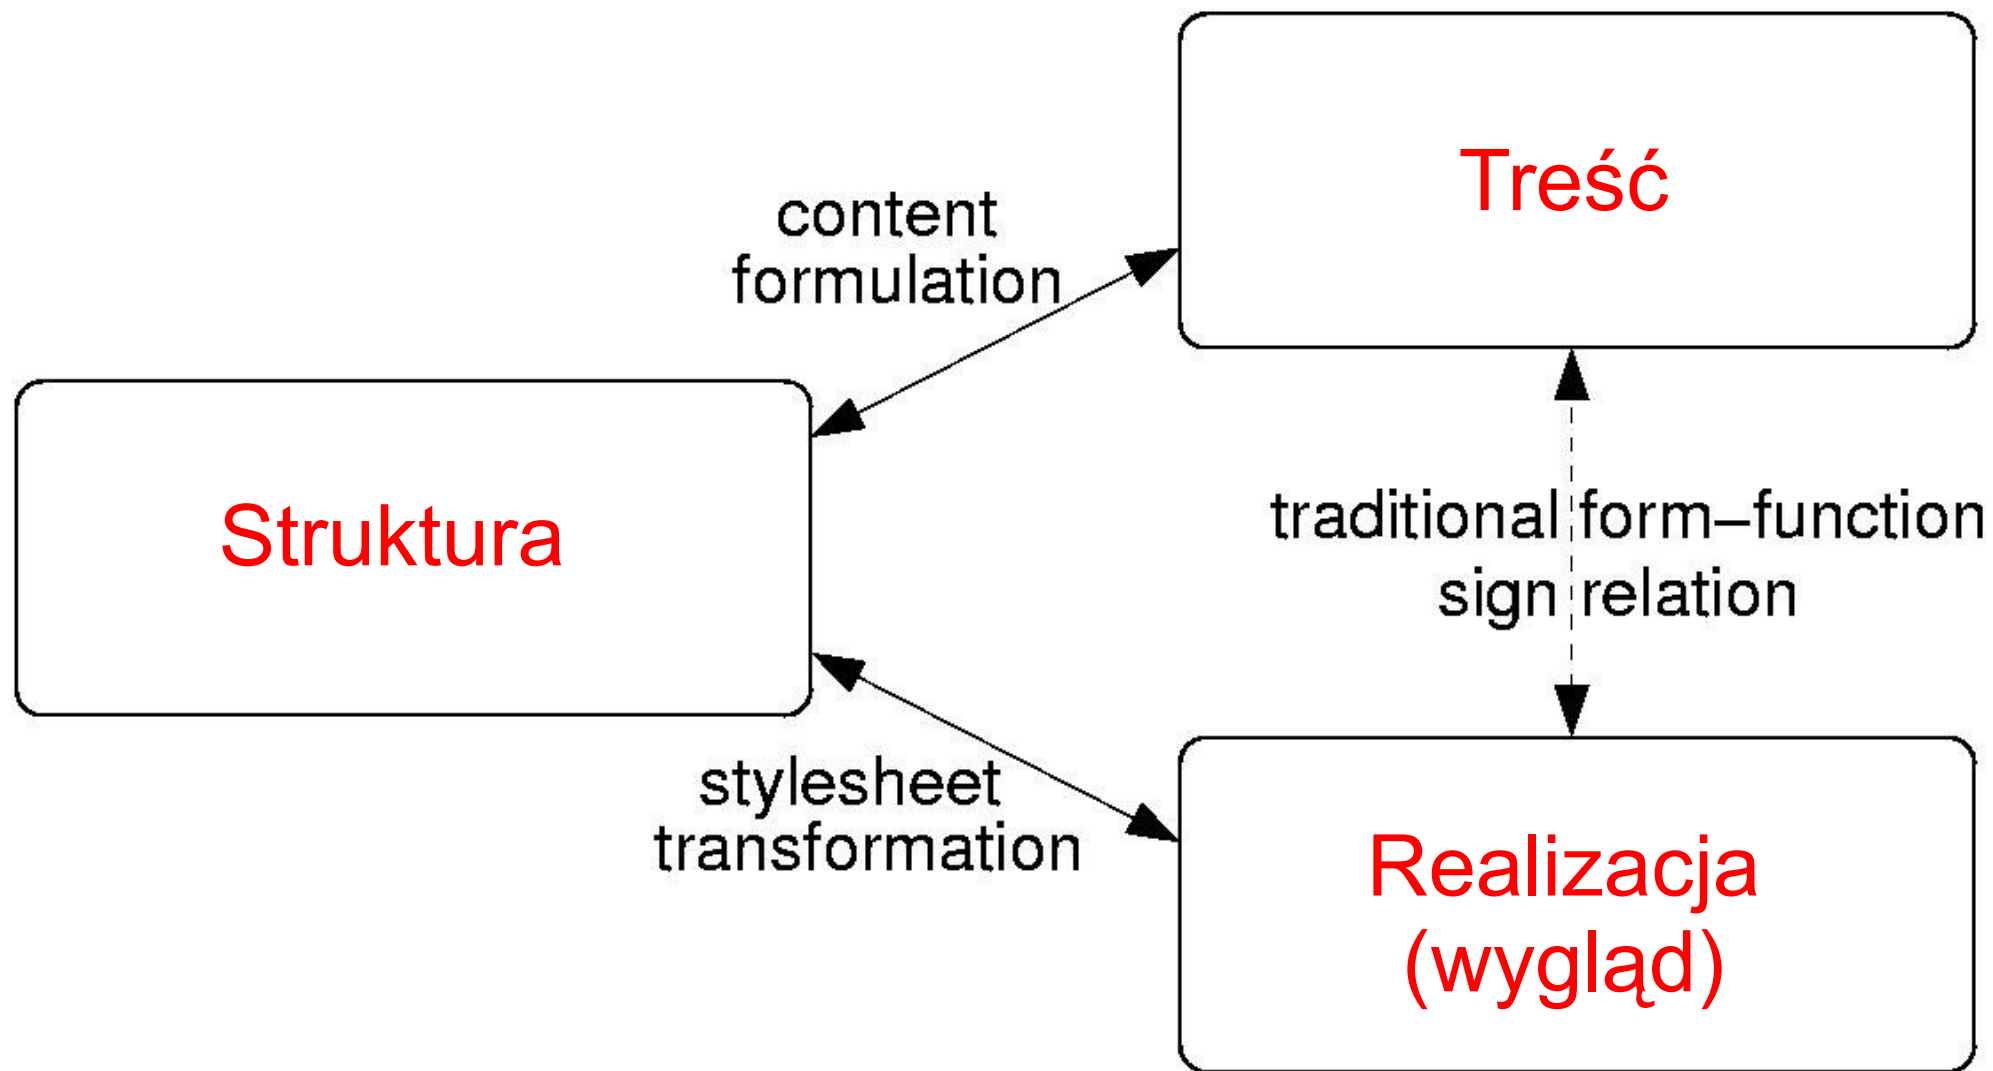 Treść
content
formulation
Struktura
traditional form–function
sign relation
stylesheet
transformation
Realizacja
(wygląd)